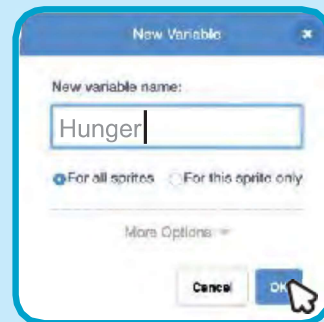 New Variable
New variable name:
Hunger
For all sprites For this sprite only
More Options
Cancel OK